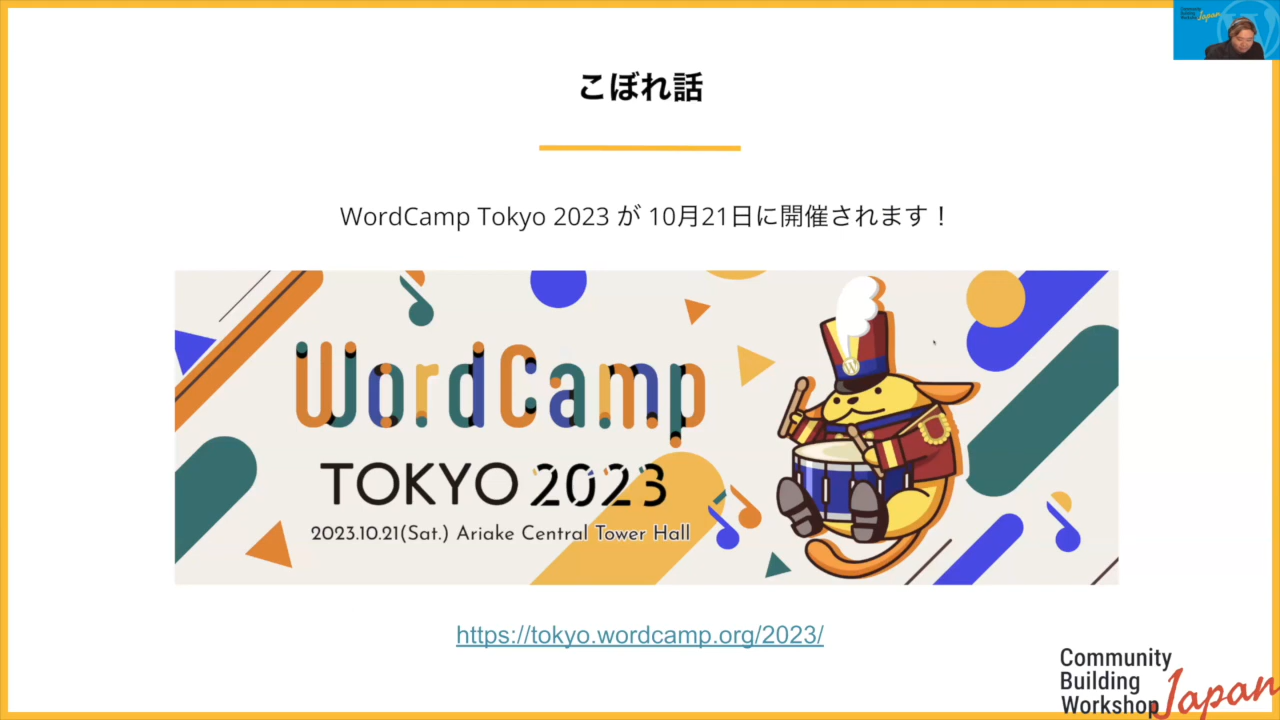 こぼれ話
WordCamp Tokyo 2023 が 10月21日に開催されます！
WordCamp
TOKYO 2023
2023.10.21(Sat.) Ariake Central Tower Hall
https://tokyo.wordcamp.org/2023/
Community
Building
Workshop Japan